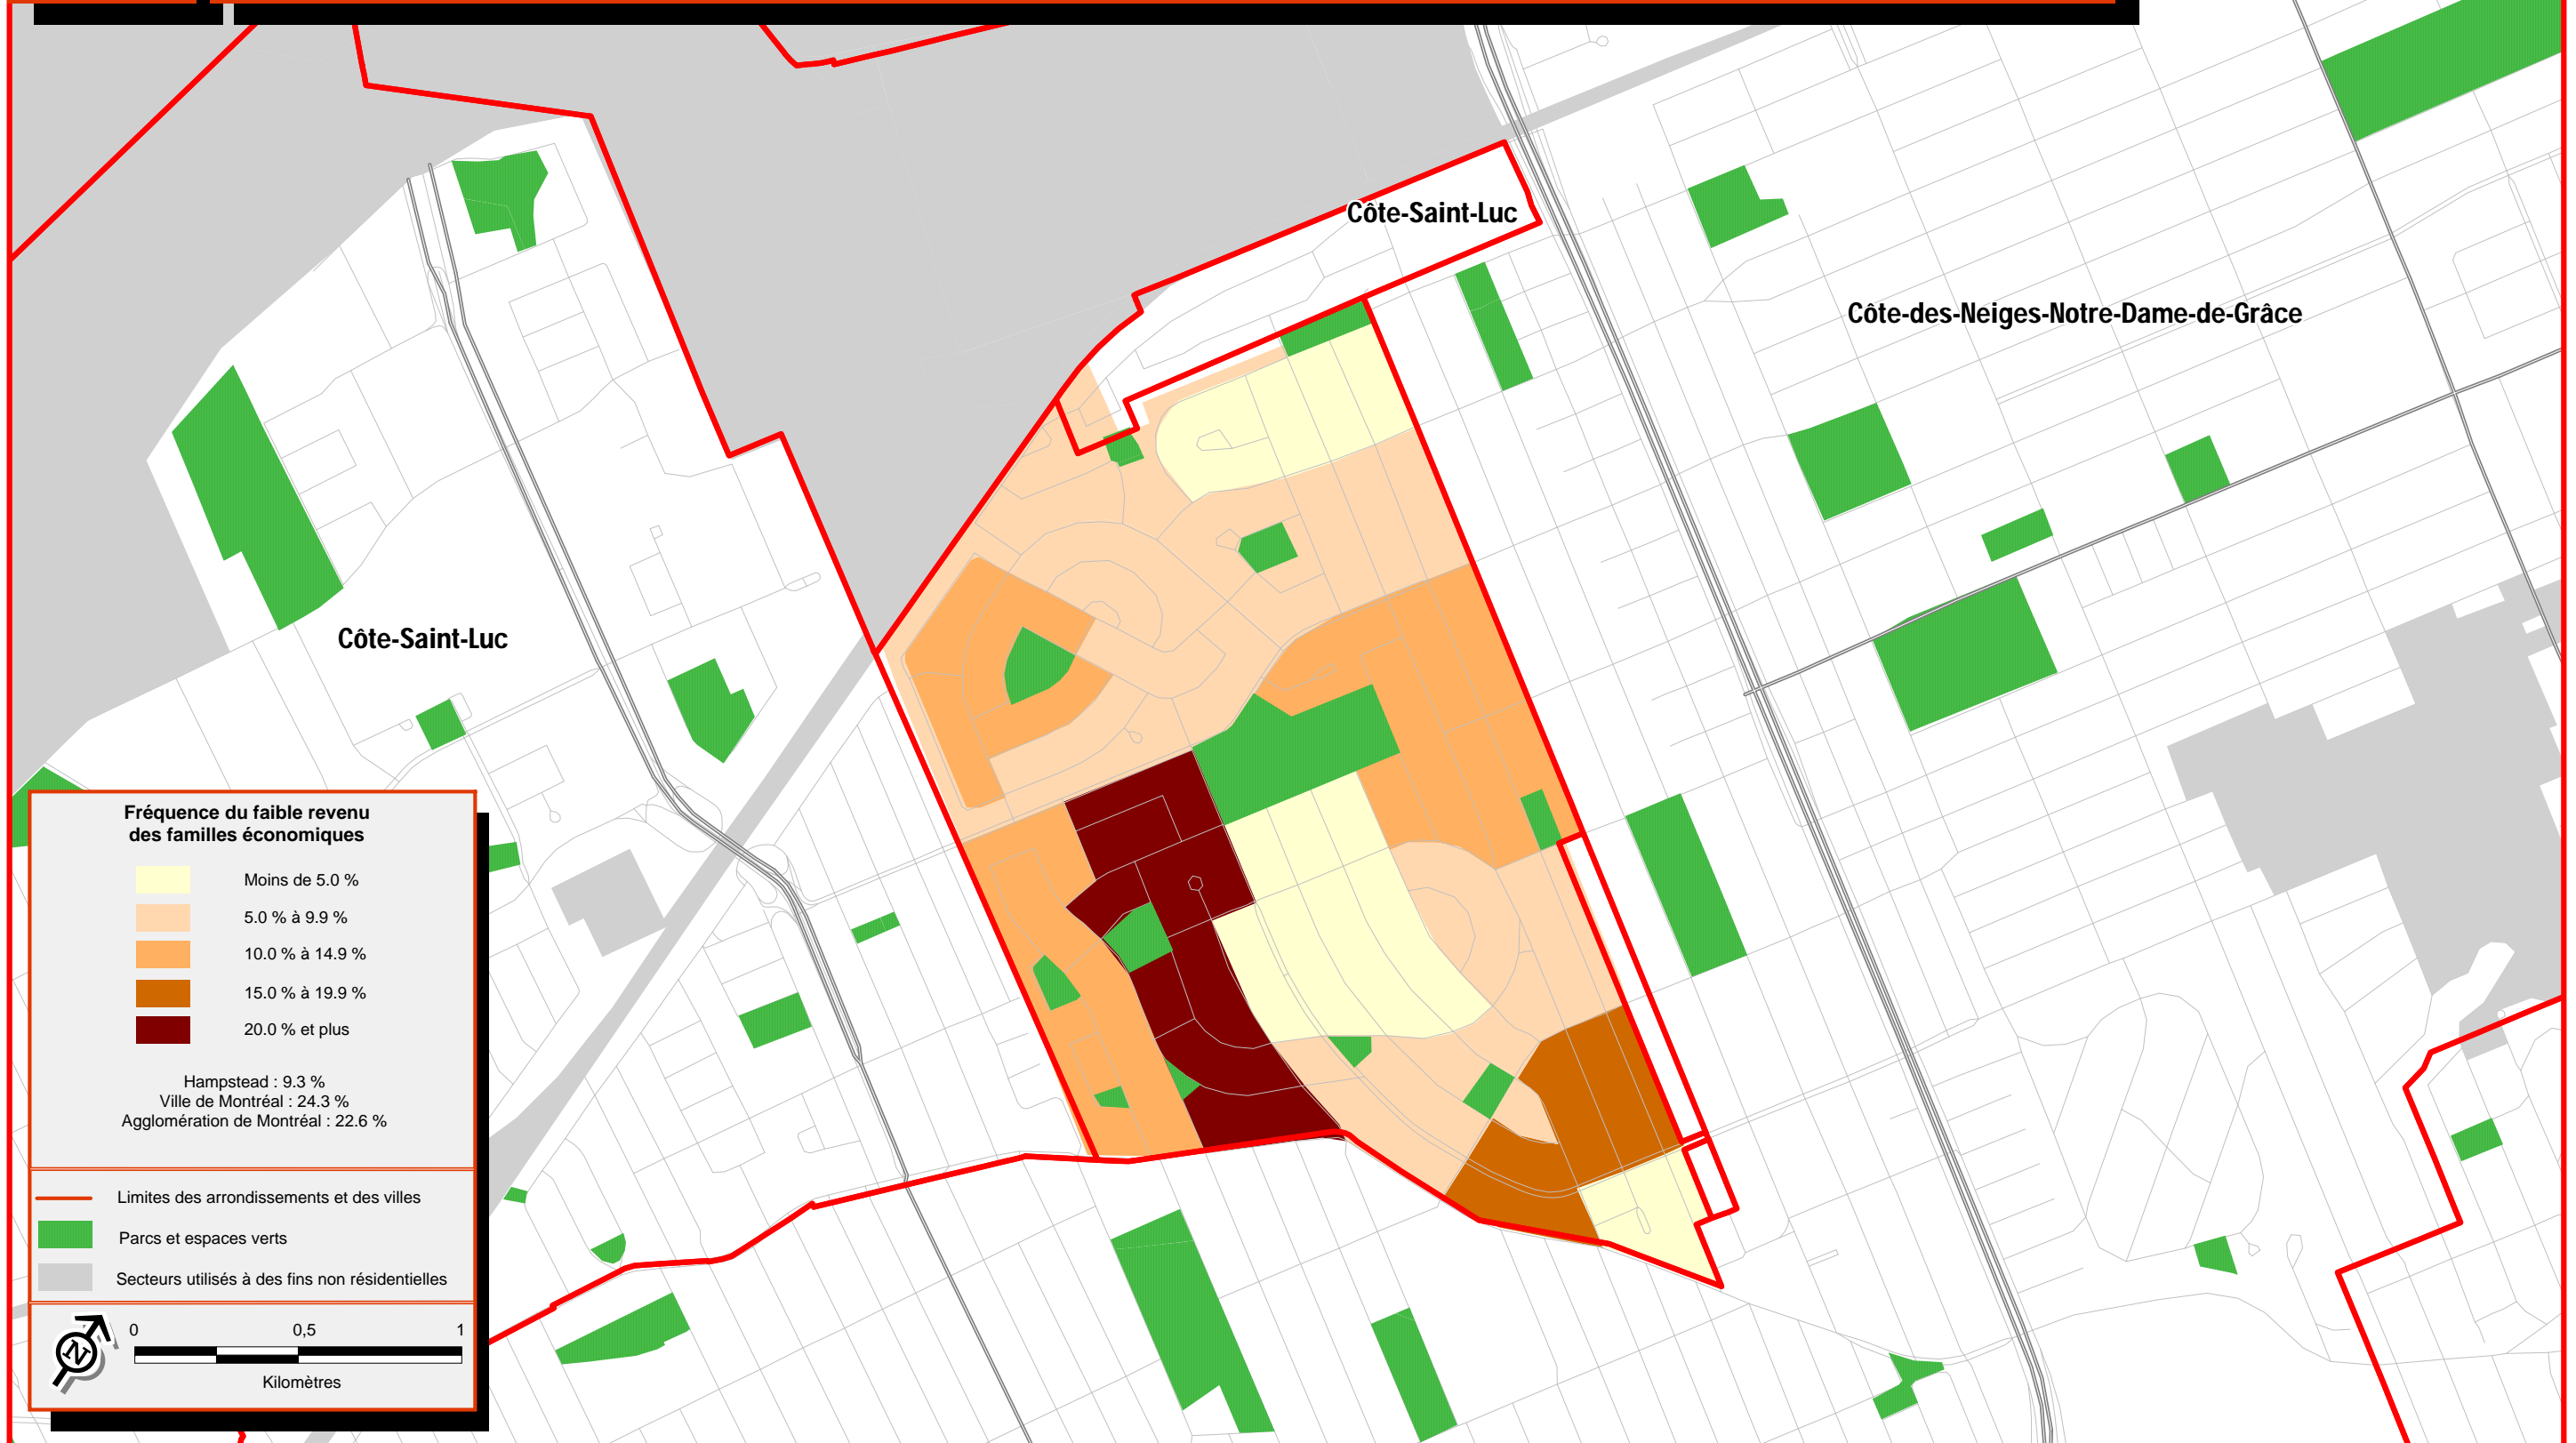 Côte-Saint-Luc
Côte-des-Neiges-Notre-Dame-de-Grâce
Côte-Saint-Luc
Fréquence du faible revenu
des familles économiques
Moins de 5.0 %
5.0 % à 9.9 %
10.0 % à 14.9 %
15.0 % à 19.9 %
20.0 % et plus
Hampstead : 9.3 %
Ville de Montréal : 24.3 %
Agglomération de Montréal : 22.6 %
Limites des arrondissements et des villes
Parcs et espaces verts
Secteurs utilisés à des fins non résidentielles
N
0 0,5 1
Kilomètres